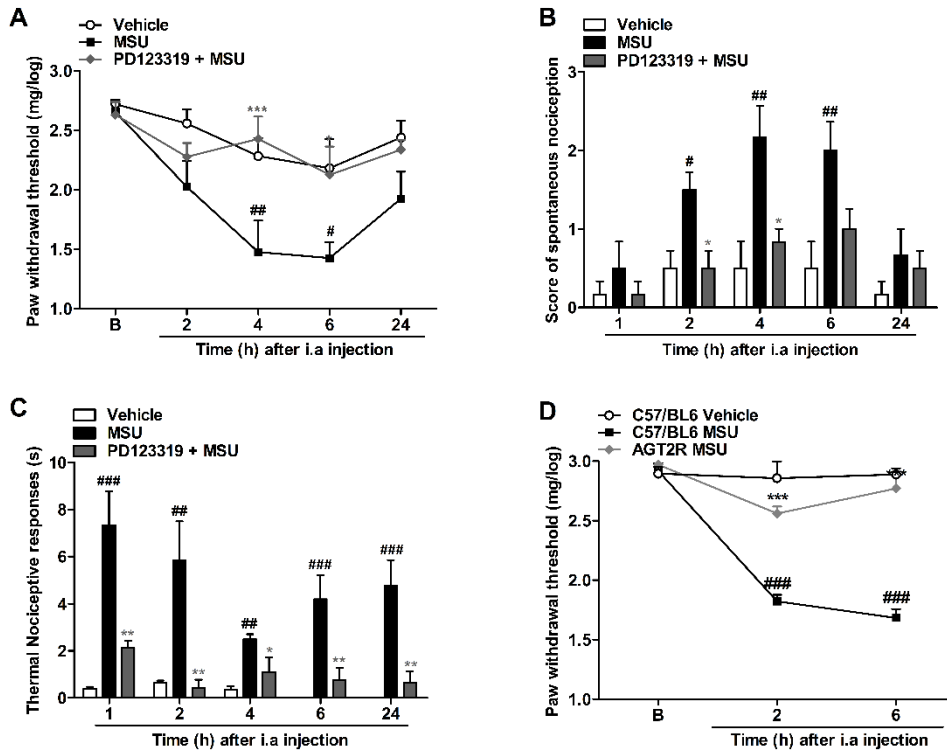 A
Vehicle
MSU
PD123319 + MSU
Paw withdrawal threshold (mg/log)
3.0
2.5
2.0
1.5
1.0
***
*
##
#
B 2 4 6 24
Time (h) after i.a injection
B
Vehicle
MSU
PD123319 + MSU
Score of spontaneous nociception
3
2
1
0
# ## ##
* *
1 2 4 6 24
Time (h) after i.a injection
C
Vehicle
MSU
PD123319 + MSU
Thermal Nociceptive responses (s)
10
8
6
4
2
0
### ## ## ### ###
** ** * ** **
1 2 4 6 24
Time (h) after i.a injection
D
C57/BL6 Vehicle
C57/BL6 MSU
AGT2R MSU
Paw withdrawal threshold (mg/log)
3.0
2.5
2.0
1.5
1.0
*** ***
### ###
B 2 6
Time (h) after i.a injection